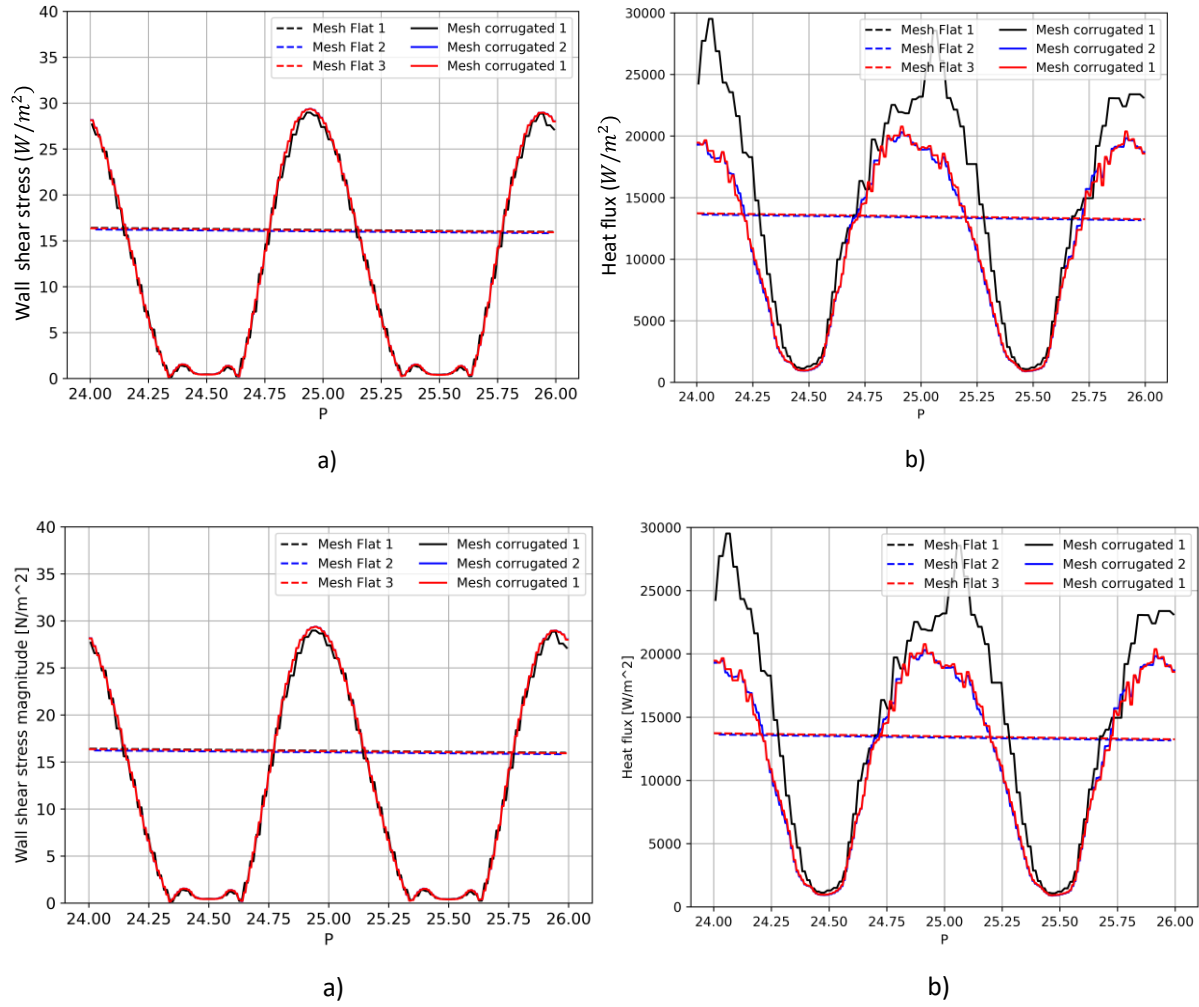 40
35
30
25
20
15
10
5
0
Wall shear stress (W/m²)
Mesh Flat 1
Mesh Flat 2
Mesh Flat 3
Mesh corrugated 1
Mesh corrugated 2
Mesh corrugated 1
24.00 24.25 24.50 24.75 25.00 25.25 25.50 25.75 26.00
P
a)
30000
25000
20000
15000
10000
5000
0
Heat flux (W/m²)
Mesh Flat 1
Mesh Flat 2
Mesh Flat 3
Mesh corrugated 1
Mesh corrugated 2
Mesh corrugated 1
24.00 24.25 24.50 24.75 25.00 25.25 25.50 25.75 26.00
P
b)
40
35
30
25
20
15
10
5
0
Wall shear stress magnitude [N/m^2]
Mesh Flat 1
Mesh Flat 2
Mesh Flat 3
Mesh corrugated 1
Mesh corrugated 2
Mesh corrugated 1
24.00 24.25 24.50 24.75 25.00 25.25 25.50 25.75 26.00
P
a)
30000
25000
20000
15000
10000
5000
0
Heat flux [W/m^2]
Mesh Flat 1
Mesh Flat 2
Mesh Flat 3
Mesh corrugated 1
Mesh corrugated 2
Mesh corrugated 1
24.00 24.25 24.50 24.75 25.00 25.25 25.50 25.75 26.00
P
b)